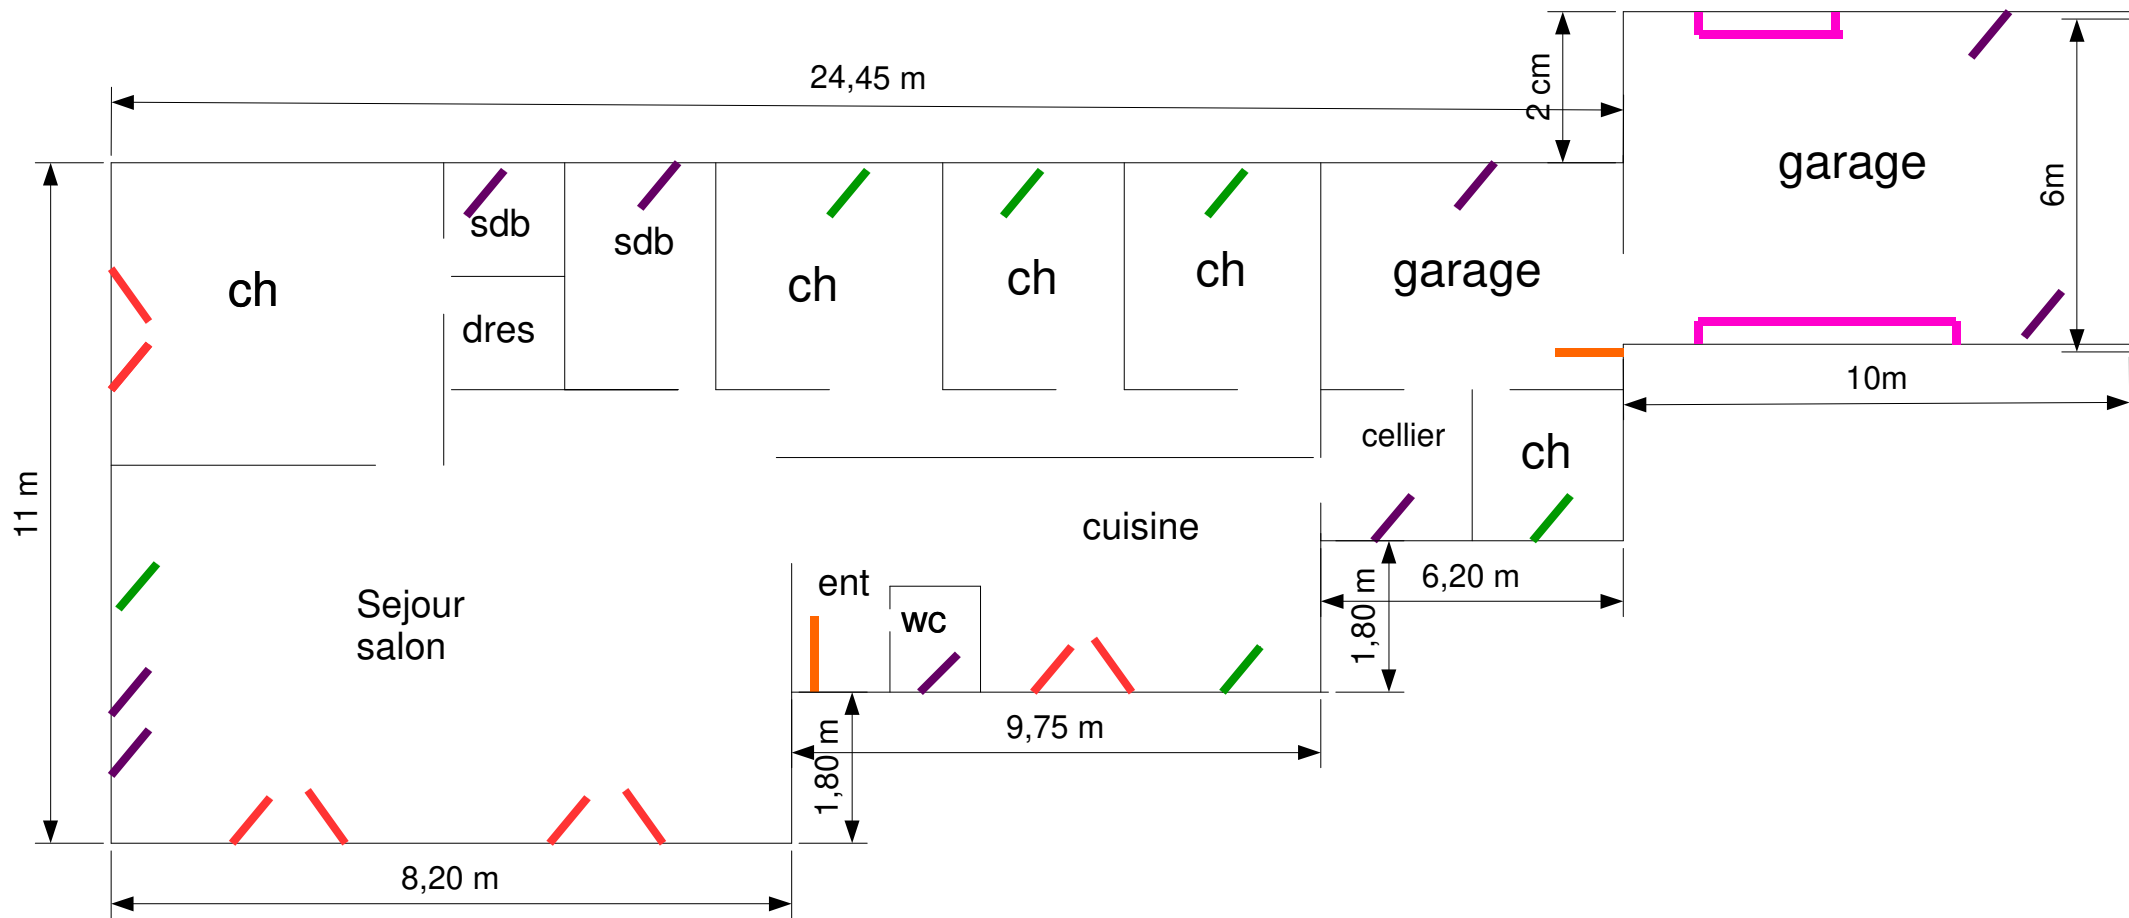 24,45 m
2 cm
garage
6m
sdb
sdb
ch
ch
ch
ch
garage
dres
10m
cellier
ch
11 m
cuisine
ent
wc
Sejour
salon
1,80 m
6,20 m
1,80 m
9,75 m
8,20 m